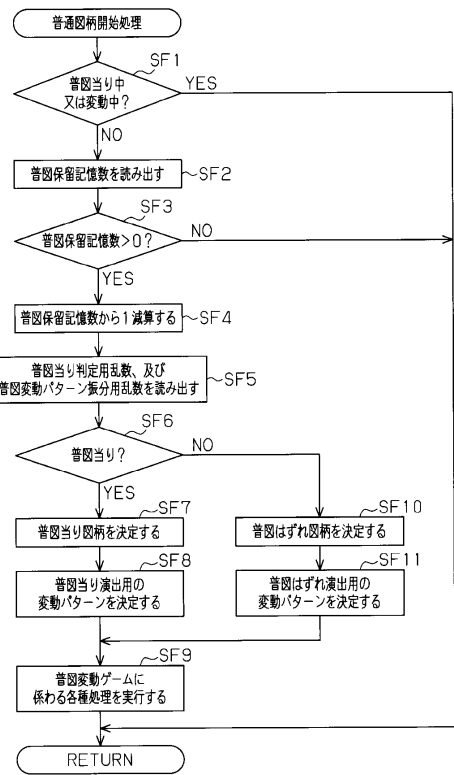 普通図柄開始処理
SF1
普図当り中
又は変動中?
YES
NO
普図保留記憶数を読み出す
SF2
SF3
普図保留記憶数>0?
NO
YES
普図保留記憶数から1減算する
SF4
普図当り判定用乱数、及び
普図変動パターン振分用乱数を読み出す
SF5
SF6
普図当り?
NO
YES
SF7
普図当り図柄を決定する
SF10
普図はずれ図柄を決定する
SF8
普図当り演出用の
変動パターンを決定する
SF11
普図はずれ演出用の
変動パターンを決定する
SF9
普図変動ゲームに
係わる各種処理を実行する
RETURN